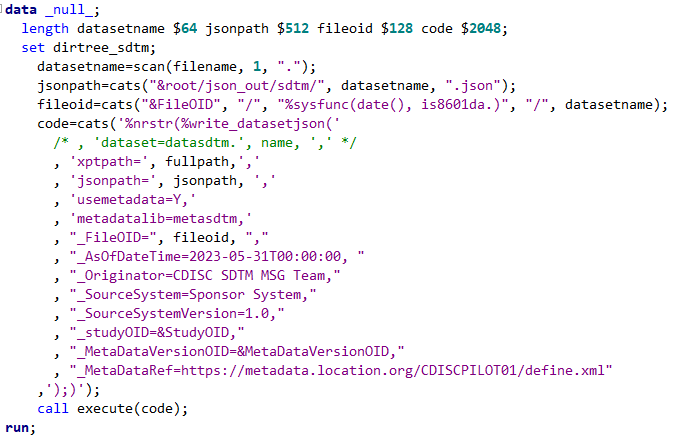 data _null_;
  length datasetname $64 jsonpath $512 fileoid $128 code $2048;
  set dirtree_sdtm;
    datasetname=scan(filename, 1, ".");
    jsonpath=cats("&root/json_out/sdtm/", datasetname, ".json");
    fileoid=cats("&FileOID", "/", "%sysfunc(date(), is8601da.)", "/", datasetname);
    code=cats('%nrstr(%write_datasetjson('
      /* , 'dataset=datasdtm.', name, ',' */
      , 'xptpath=', fullpath,','
      , 'jsonpath=', jsonpath, ','
      , 'usemetadata=Y,'
      , 'metadatalib=metasdtm,'
      , "_FileOID=", fileoid, ","
      , "_AsOfDateTime=2023-05-31T00:00:00, "
      , "_Originator=CDISC SDTM MSG Team,"
      , "_SourceSystem=Sponsor System,"
      , "_SourceSystemVersion=1.0,"
      , "_studyOID=&StudyOID,"
      , "_MetaDataVersionOID=&MetaDataVersionOID,"
      , "_MetaDataRef=https://metadata.location.org/CDISCPILOT01/define.xml"
    ,');)');
    call execute(code);
run;